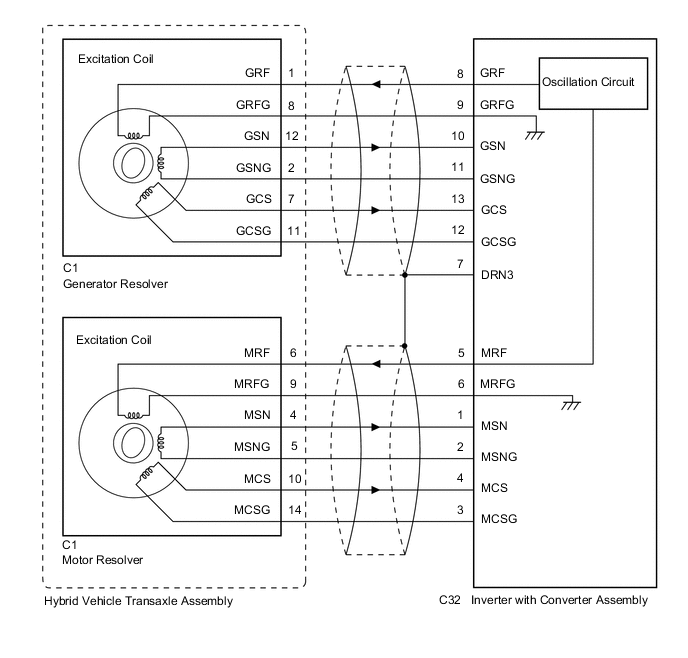 Excitation Coil
GRF 1 8 GRF
Oscillation Circuit
GRFG 8 9 GRFG
GSN 12 10 GSN
GSNG 2 11 GSNG
GCS 7 13 GCS
GCSG 11 12 GCSG
7 DRN3
C1
Generator Resolver
Excitation Coil
MRF 6 5 MRF
MRFG 9 6 MRFG
MSN 4 1 MSN
MSNG 5 2 MSNG
MCS 10 4 MCS
MCSG 14 3 MCSG
C1
Motor Resolver
Hybrid Vehicle Transaxle Assembly
C32 Inverter with Converter Assembly